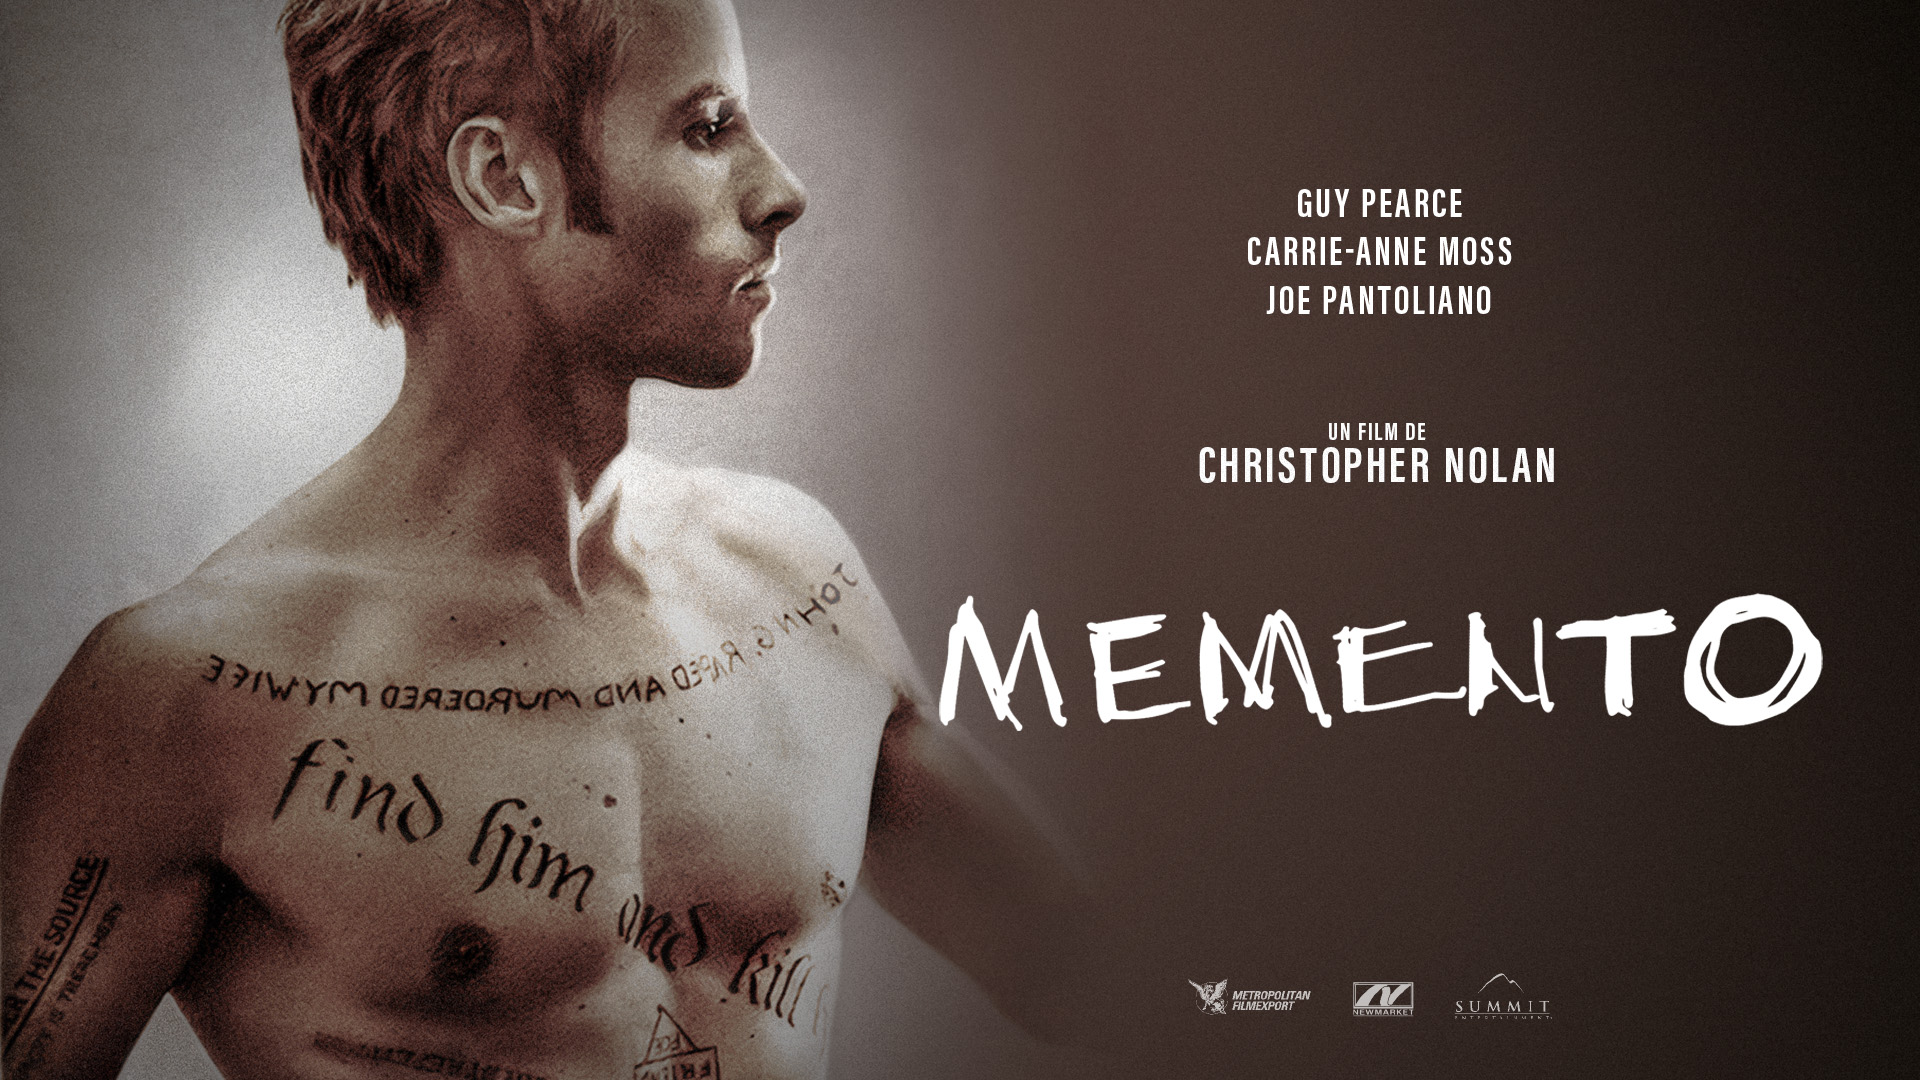 GUY PEARCE
CARRIE-ANNE MOSS
JOE PANTOLIANO
UN FILM DE
CHRISTOPHER NOLAN
MEMENTO
JOHN G. RAPED AND MURDERED MY WIFE
find him and kill
THE SOURCE
METROPOLITAN
FILMEXPORT
NEWMARKET
SUMMIT
ENTERTAINMENT